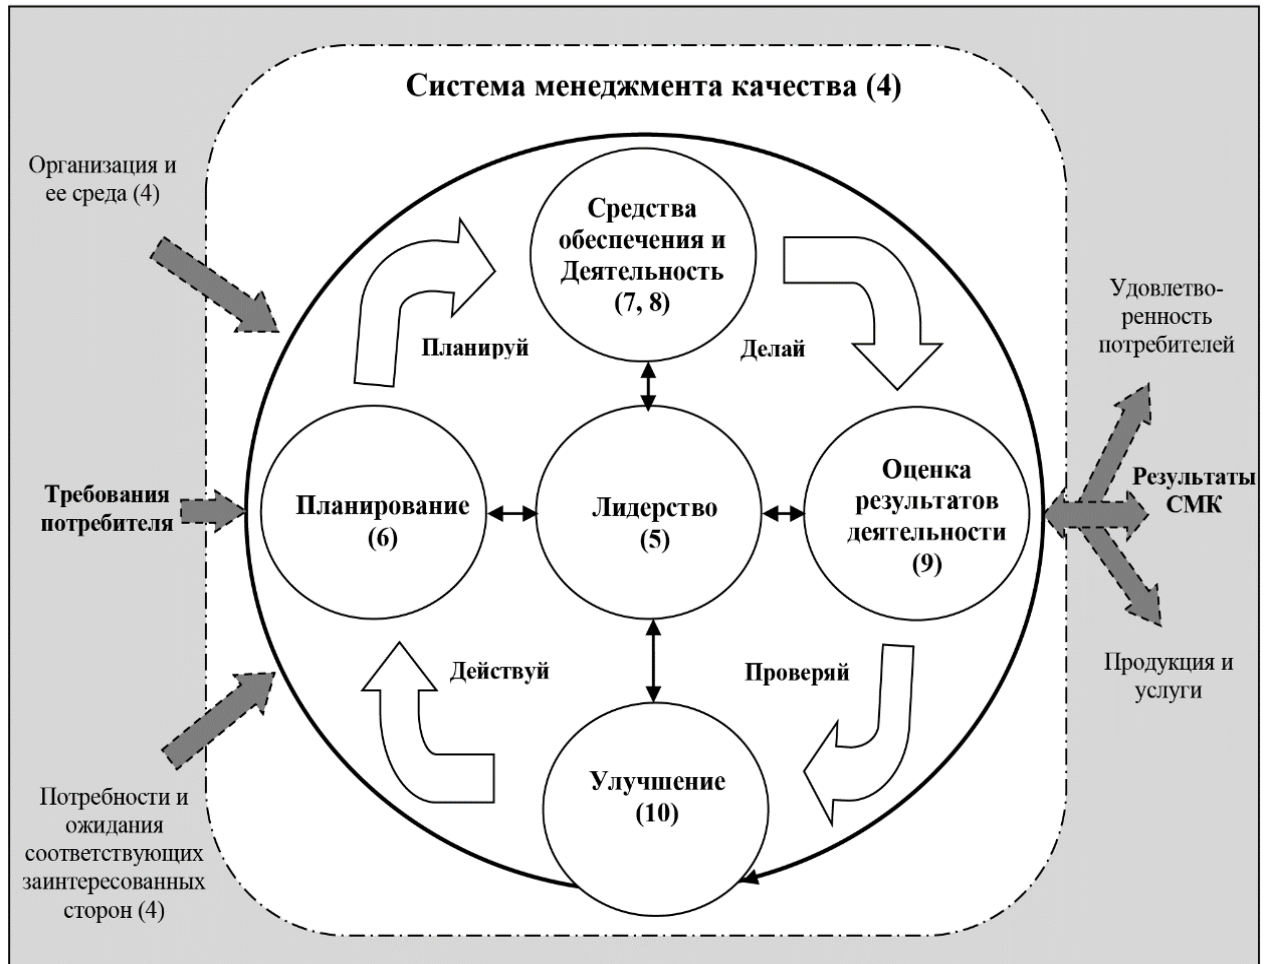 Система менеджмента качества (4)
Организация и
ее среда (4)
Средства
обеспечения и
Деятельность
(7, 8)
Планируй
Делай
Удовлетво-
ренность
потребителей
Требования
потребителя
Планирование
(6)
Лидерство
(5)
Оценка
результатов
деятельности
(9)
Результаты
СМК
Действуй
Проверяй
Продукция и
услуги
Улучшение
(10)
Потребности и
ожидания
соответствующих
заинтересованных
сторон (4)